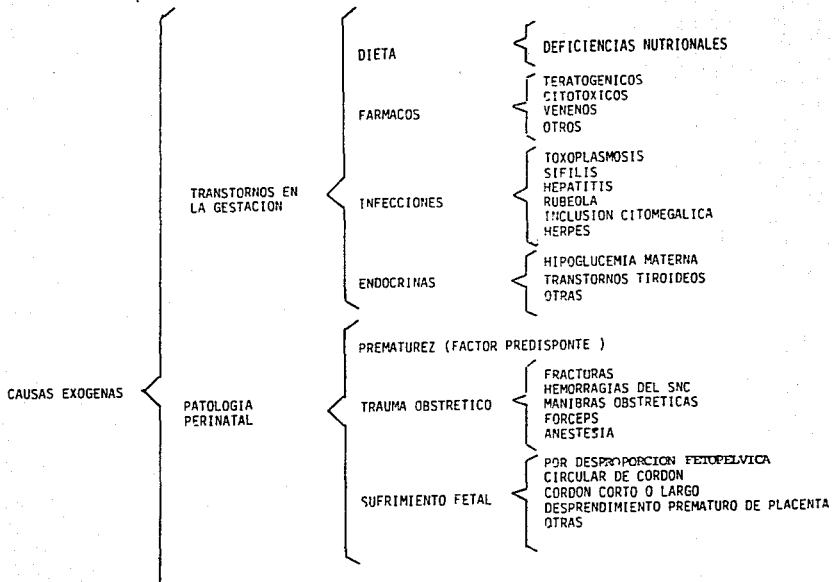 DIETA
DEFICIENCIAS NUTRIONALES
FARMACOS
TERATOGENICOS
CITOTOXICOS
VENENOS
OTROS
TRANSTORNOS EN
LA GESTACION
INFECCIONES
TOXOPLASMOSIS
SIFILIS
HEPATITIS
RUBEOLA
INCLUSION CITOMEGALICA
HERPES
ENDOCRINAS
HIPOGLUCEMIA MATERNA
TRANSTORNOS TIROIDEOS
OTRAS
CAUSAS EXOGENAS
PATOLOGIA
PERINATAL
PREMATUREZ (FACTOR PREDISPONTE )
TRAUMA OBSTRETICO
FRACTURAS
HEMORRAGIAS DEL SNC
MANIBRAS OBSTRETICAS
FORCEPS
ANESTESIA
SUFRIMIENTO FETAL
POR DESPROPORCION FETOPELVICA
CIRCULAR DE CORDON
CORDON CORTO O LARGO
DESPRENDIMIENTO PREMATURO DE PLACENTA
OTRAS